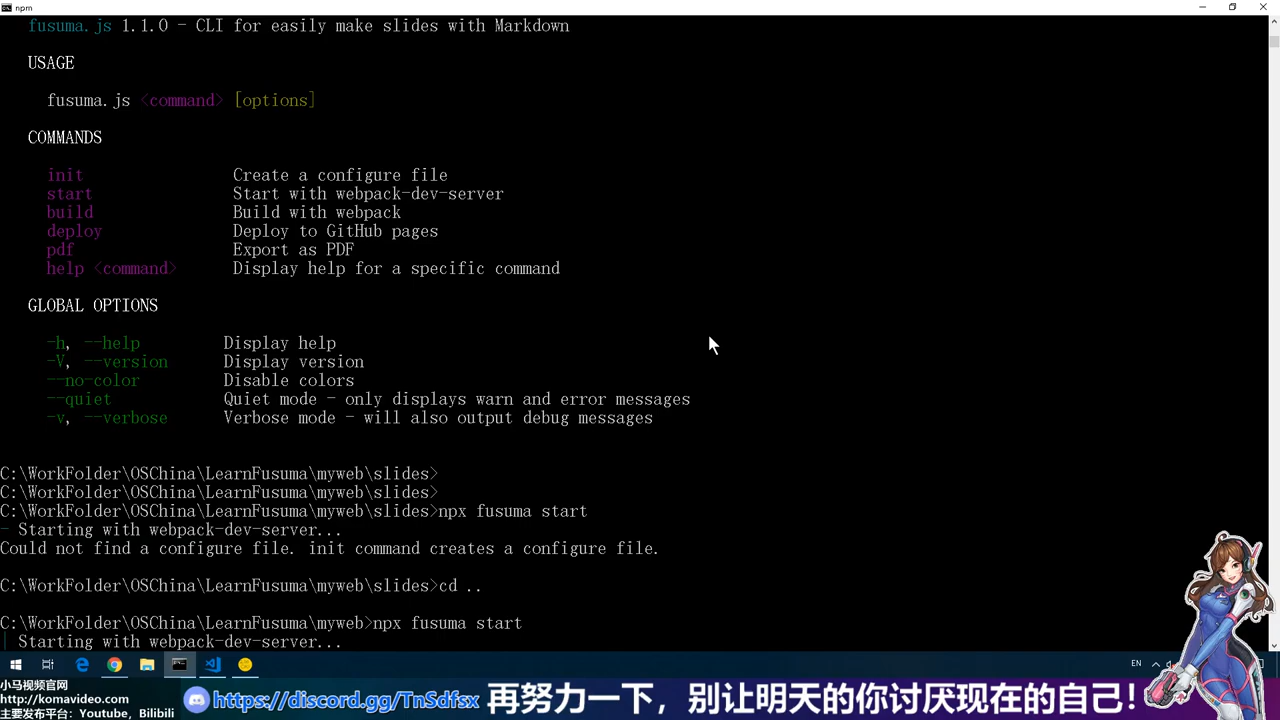 npm
fusuma.js 1.1.0 - CLI for easily make slides with Markdown
USAGE
fusuma.js <command> [options]
COMMANDS
init Create a configure file
start Start with webpack-dev-server
build Build with webpack
deploy Deploy to GitHub pages
pdf Export as PDF
help <command> Display help for a specific command
GLOBAL OPTIONS
-h, --help Display help
-V, --version Display version
--no-color Disable colors
--quiet Quiet mode - only displays warn and error messages
-v, --verbose Verbose mode - will also output debug messages
C:\WorkFolder\OSChina\LearnFusuma\myweb\slides>
C:\WorkFolder\OSChina\LearnFusuma\myweb\slides>
C:\WorkFolder\OSChina\LearnFusuma\myweb\slides>npx fusuma start
- Starting with webpack-dev-server...
Could not find a configure file. init command creates a configure file.
C:\WorkFolder\OSChina\LearnFusuma\myweb\slides>cd ..
C:\WorkFolder\OSChina\LearnFusuma\myweb>npx fusuma start
| Starting with webpack-dev-server...
EN
小马视频官网
http://komavideo.com
主要发布平台: Youtube, Bilibili
https://discord.gg/TnSdfsx 再努力一下，别让明天的你讨厌现在的自己！